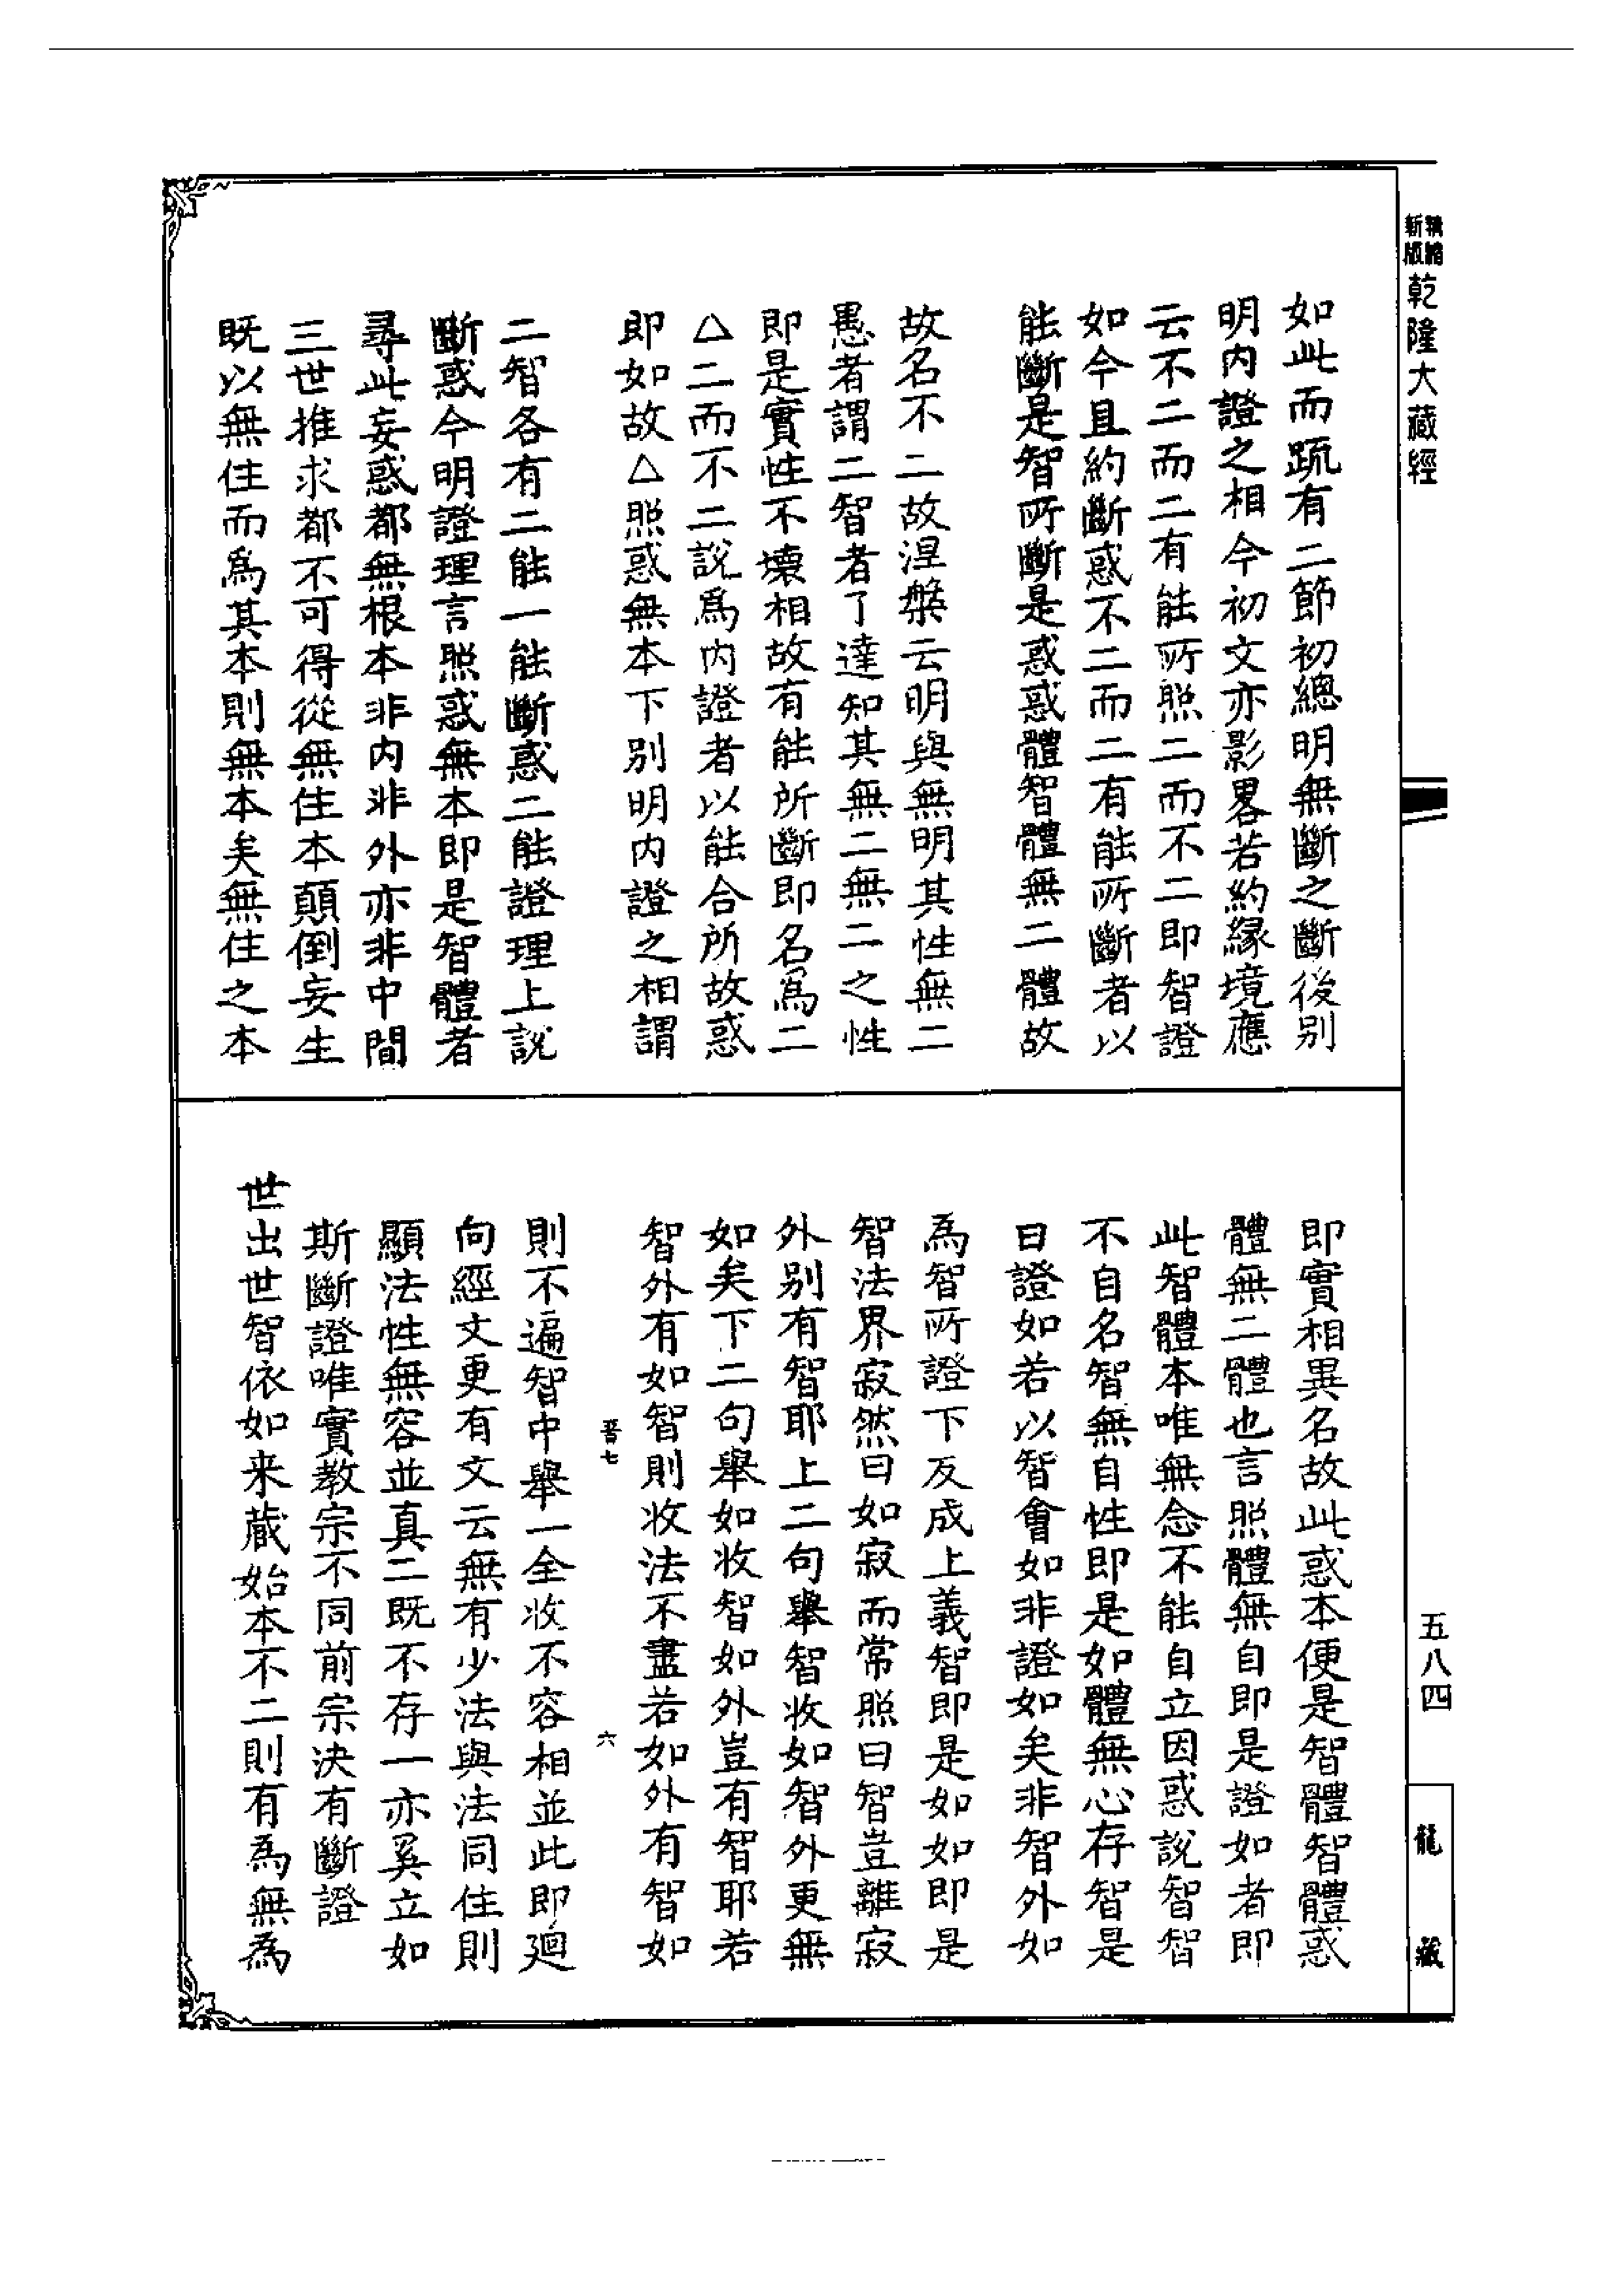 精縮
新版
乾隆大藏經
五八四
龍藏
如此而䟽有二節初總明無斷之斷後别
明内證之相今初文亦影畧若約緣境應
云不二而二有能所照二而不二即智證
如今且約斷惑不二而二有能所斷者以
能斷是智所斷是惑惑體智體無二體故
故名不二故涅槃云明與無明其性無二
愚者謂二智者了達知其無二無二之性
即是實性不壞相故有能所斷即名爲二
△二而不二說爲内證者以能合所故惑
即如故△照惑無本下别明内證之相謂
二智各有二能一能斷惑二能證理上說
斷惑今明證理言照惑無本即是智體者
尋此妄惑都無根本非内非外亦非中間
三世推求都不可得從無住本顛倒妄生
既以無住而爲其本則無本矣無住之本
即實相異名故此惑本便是智體智體惑
體無二體也言照體無自即是證如者即
此智體本唯無念不能自立因惑說智智
不自名智無自性即是如體無心存智是
曰證如若以智會如非證如矣非智外如
為智所證下反成上義智即是如如即是
智法界寂然曰如寂而常照曰智豈離寂
外别有智耶上二句舉智收如智外更無
如矣下二句舉如收智如外豈有智耶若
智外有如智則收法不盡若如外有智如
晋七
六
則不遍智中舉一全收不容相並此即廻
向經文更有文云無有少法與法同住則
顯法性無容並真二既不存一亦奚立如
斯斷證唯實教宗不同前宗決有斷證
世出世智依如来蔵始本不二則有為無為